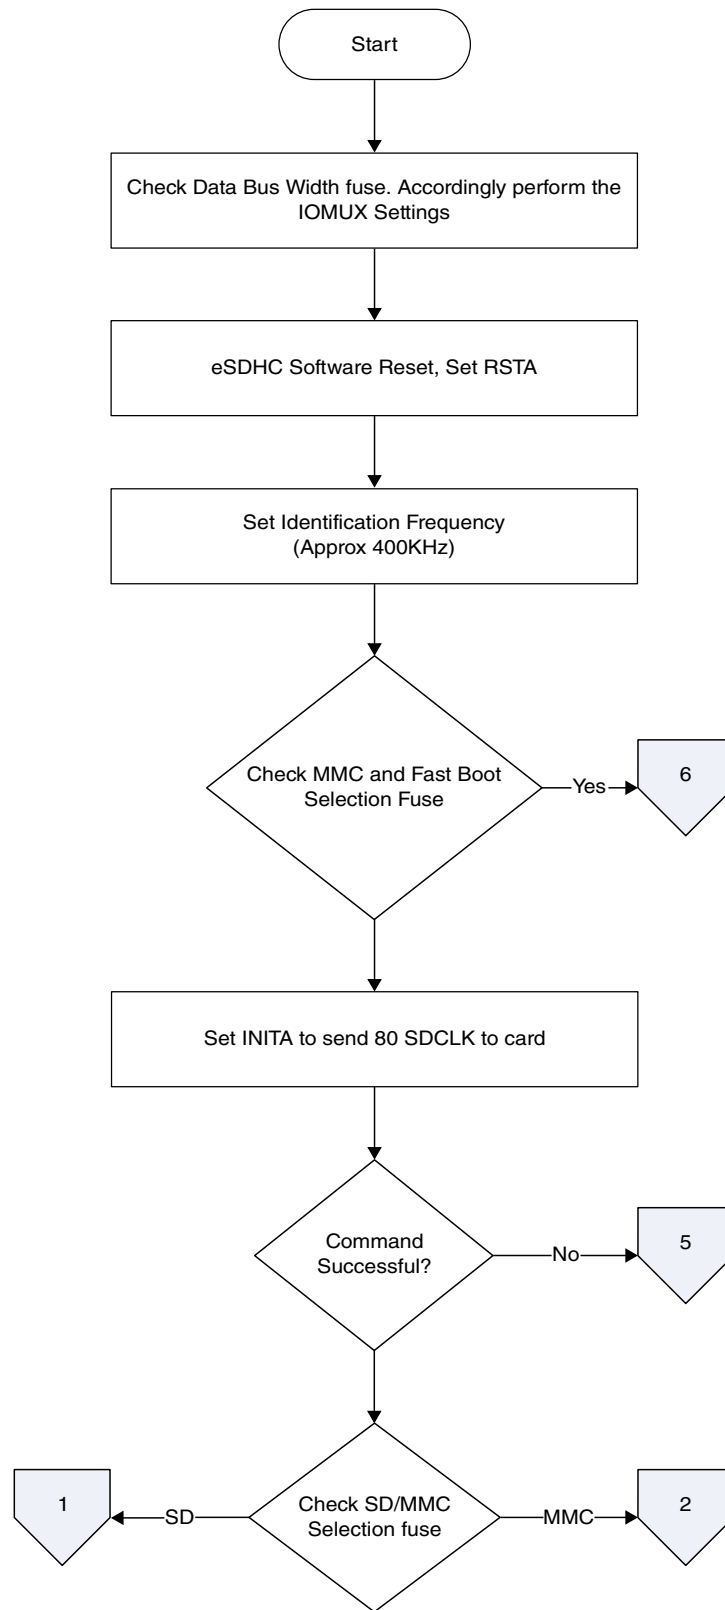 Start
Check Data Bus Width fuse. Accordingly perform the
IOMUX Settings
eSDHC Software Reset, Set RSTA
Set Identification Frequency
(Approx 400KHz)
Check MMC and Fast Boot
Selection Fuse
Yes
6
Set INITA to send 80 SDCLK to card
Command
Successful?
No
5
1
SD
Check SD/MMC
Selection fuse
MMC
2